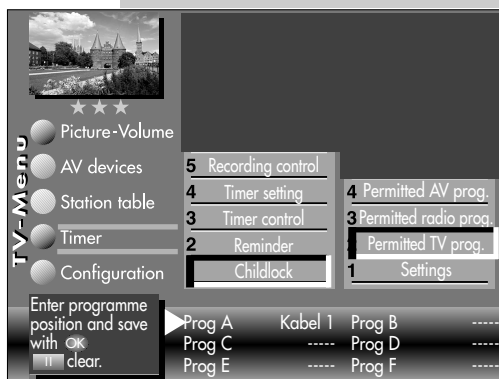 TV-Menu
Picture-Volume
AV devices
Station table
Timer
Configuration
5 Recording control
4 Timer setting
3 Timer control
2 Reminder
Childlock
4 Permitted AV prog.
3 Permitted radio prog.
Permitted TV prog.
1 Settings
Enter programme
position and save
with OK
II clear.
Prog A Kabel 1 Prog B -----
Prog C ----- Prog D -----
Prog E ----- Prog F -----